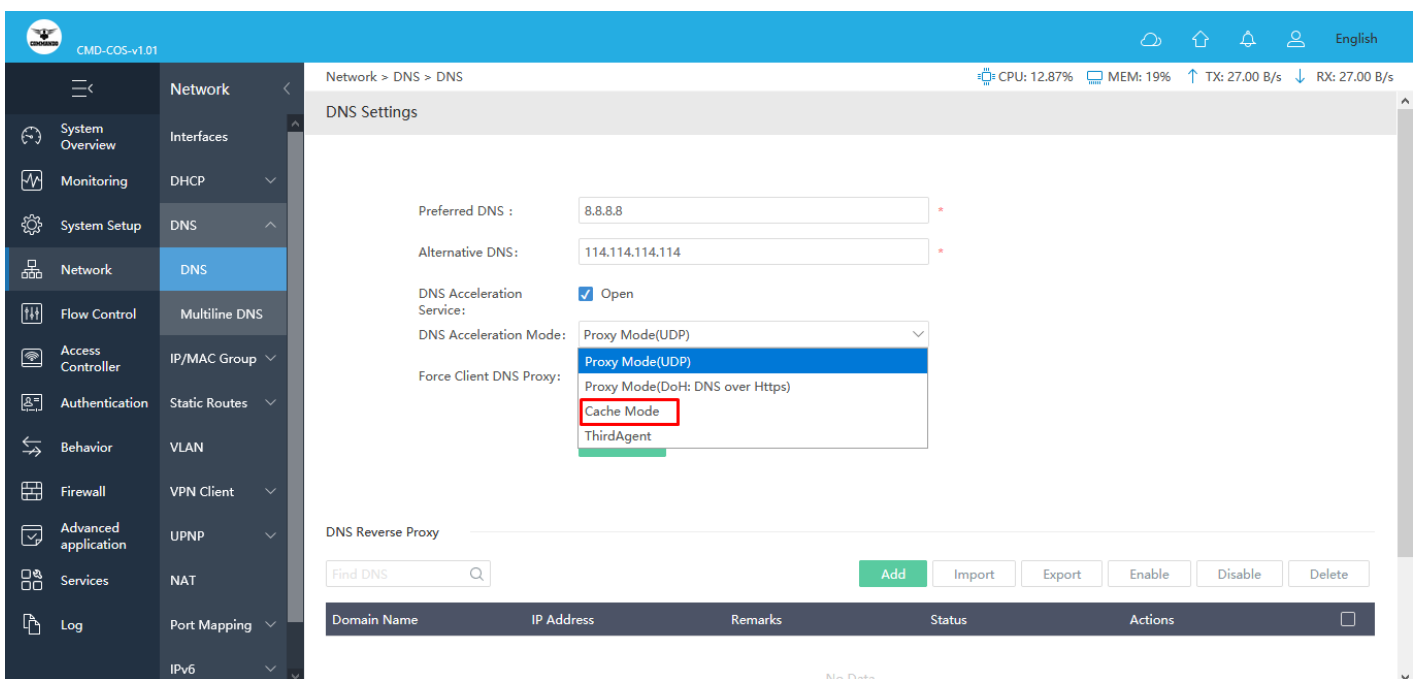 COMMANDO
CMD-COS-v1.01
English
Network
Network > DNS > DNS
CPU: 12.87%
MEM: 19%
TX: 27.00 B/s
RX: 27.00 B/s
DNS Settings
System
Overview
Monitoring
System Setup
Network
Flow Control
Access
Controller
Authentication
Behavior
Firewall
Advanced
application
Services
Log
Interfaces
DHCP
DNS
DNS
Multiline DNS
IP/MAC Group
Static Routes
VLAN
VPN Client
UPNP
NAT
Port Mapping
IPv6
Preferred DNS : 8.8.8.8 *
Alternative DNS: 114.114.114.114 *
DNS Acceleration
Service:
Open
DNS Acceleration Mode: Proxy Mode(UDP)
Proxy Mode(UDP)
Proxy Mode(DoH: DNS over Https)
Cache Mode
ThirdAgent
Force Client DNS Proxy:
DNS Reverse Proxy
Find DNS
Add
Import
Export
Enable
Disable
Delete
Domain Name IP Address Remarks Status Actions
No Data